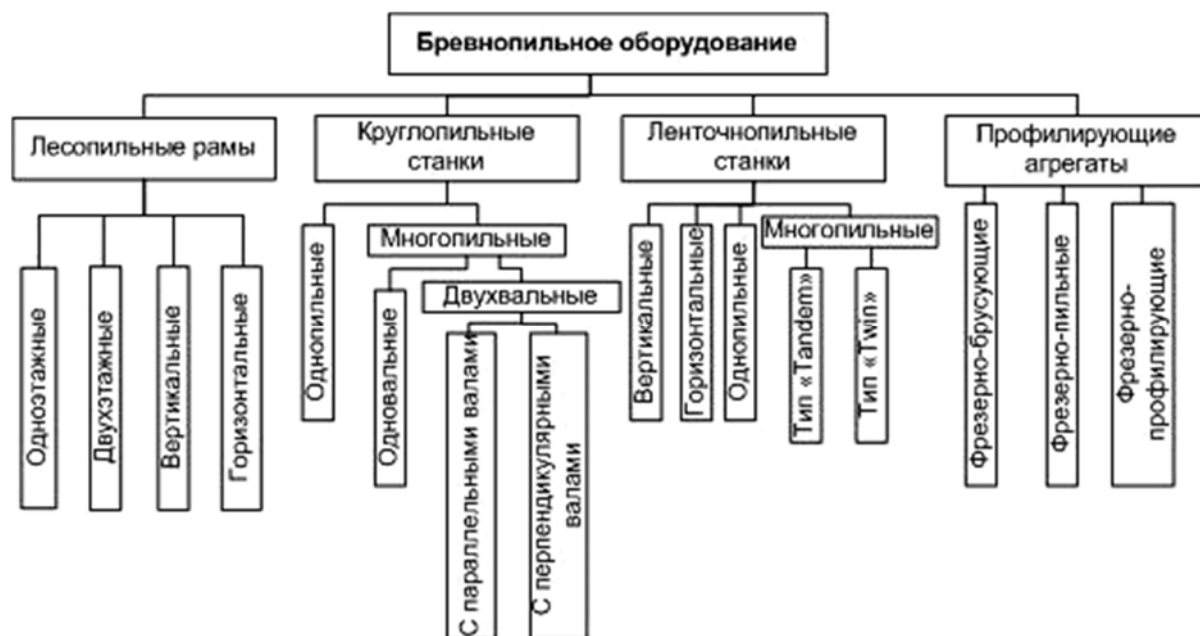 Бревнопильное оборудование
Лесопильные рамы
Круглопильные
станки
Ленточнопильные
станки
Профилирующие
агрегаты
Одноэтажные
Двухэтажные
Вертикальные
Горизонтальные
Однопильные
Многопильные
Одновальные
Двухвальные
С параллельными валами
С перпендикулярными
валами
Вертикальные
Горизонтальные
Однопильные
Многопильные
Тип «Tandem»
Тип «Twin»
Фрезерно-брусующие
Фрезерно-пильные
Фрезерно-
профилирующие